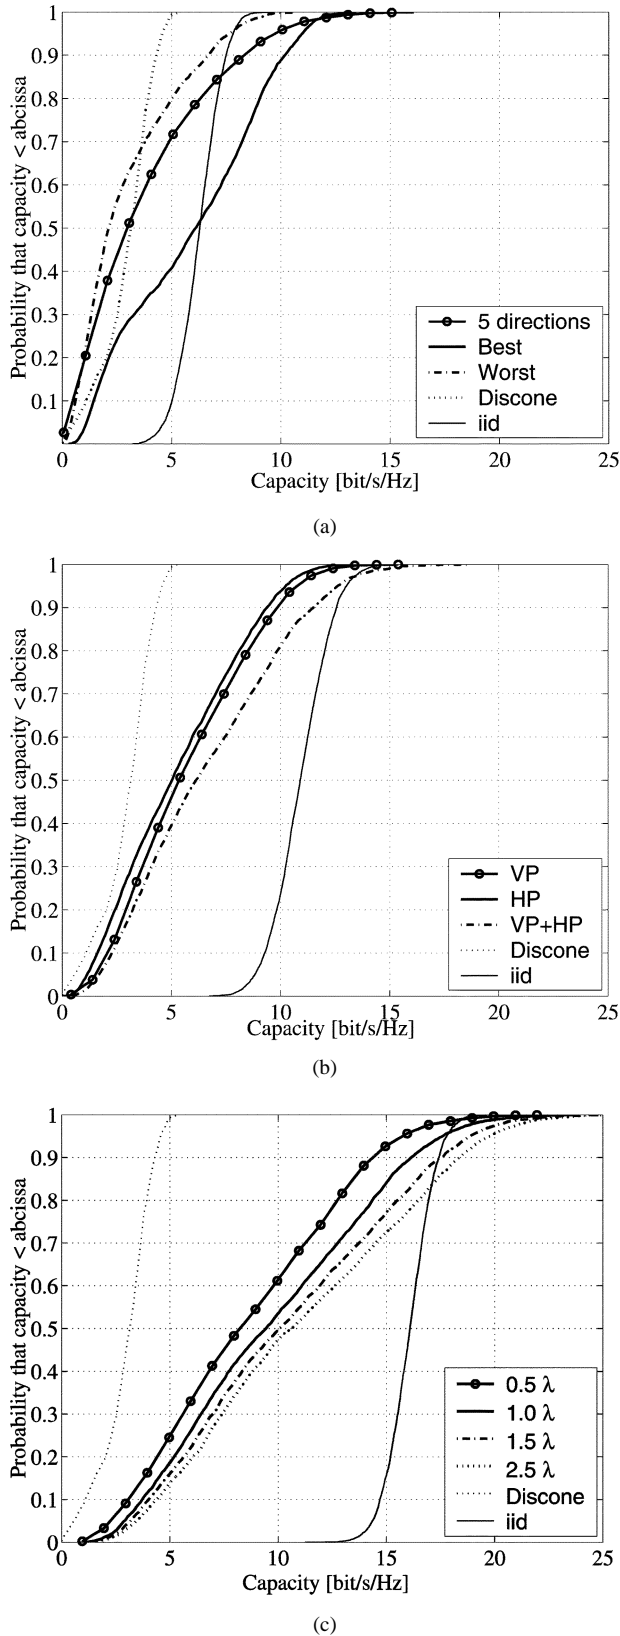 1
0.9
0.8
0.7
0.6
0.5
0.4
0.3
0.2
0.1
Probability that capacity < abcissa
5 directions
Best
Worst
Discone
iid
0 5 10 15 20 25
Capacity [bit/s/Hz]
(a)
1
0.9
0.8
0.7
0.6
0.5
0.4
0.3
0.2
0.1
0
Probability that capacity < abcissa
VP
HP
VP+HP
Discone
iid
0 5 10 15 20 25
Capacity [bit/s/Hz]
(b)
1
0.9
0.8
0.7
0.6
0.5
0.4
0.3
0.2
0.1
0
Probability that capacity < abcissa
0.5 λ
1.0 λ
1.5 λ
2.5 λ
Discone
iid
0 5 10 15 20 25
Capacity [bit/s/Hz]
(c)